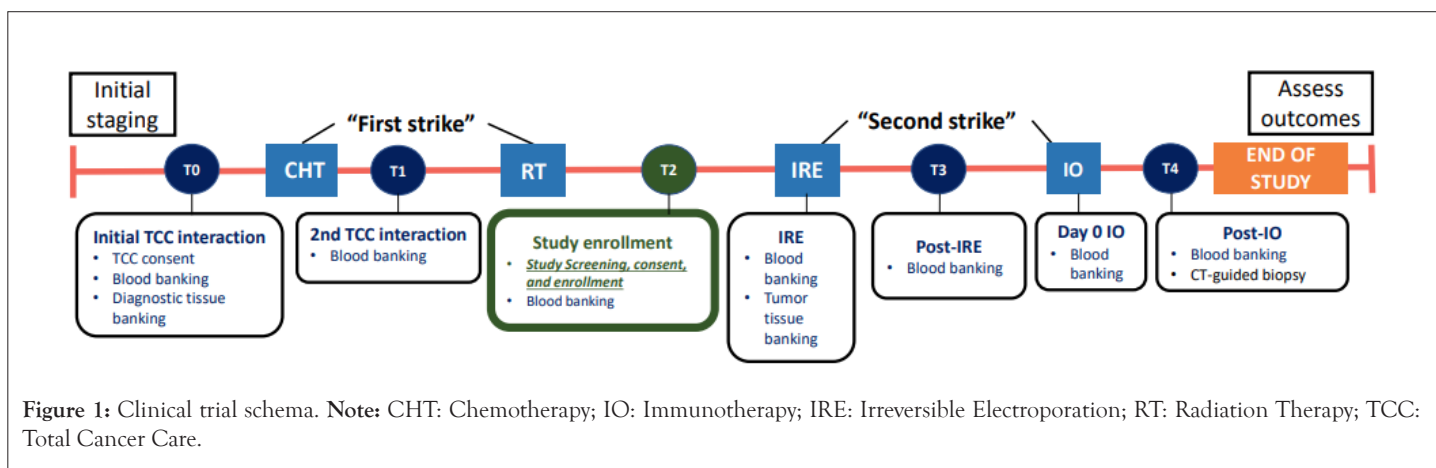 Initial
staging
"First strike"
"Second strike"
Assess
outcomes
T0
CHT
T1
RT
T2
IRE
T3
IO
T4
END OF
STUDY
Initial TCC interaction
• TCC consent
• Blood banking
• Diagnostic tissue
banking
2nd TCC interaction
• Blood banking
Study enrollment
• Study Screening, consent,
and enrollment
• Blood banking
IRE
• Blood
banking
• Tumor
tissue
banking
Post-IRE
• Blood banking
Day 0 IO
• Blood
banking
Post-IO
• Blood banking
• CT-guided biopsy
Figure 1: Clinical trial schema. Note: CHT: Chemotherapy; IO: Immunotherapy; IRE: Irreversible Electroporation; RT: Radiation Therapy; TCC:
Total Cancer Care.